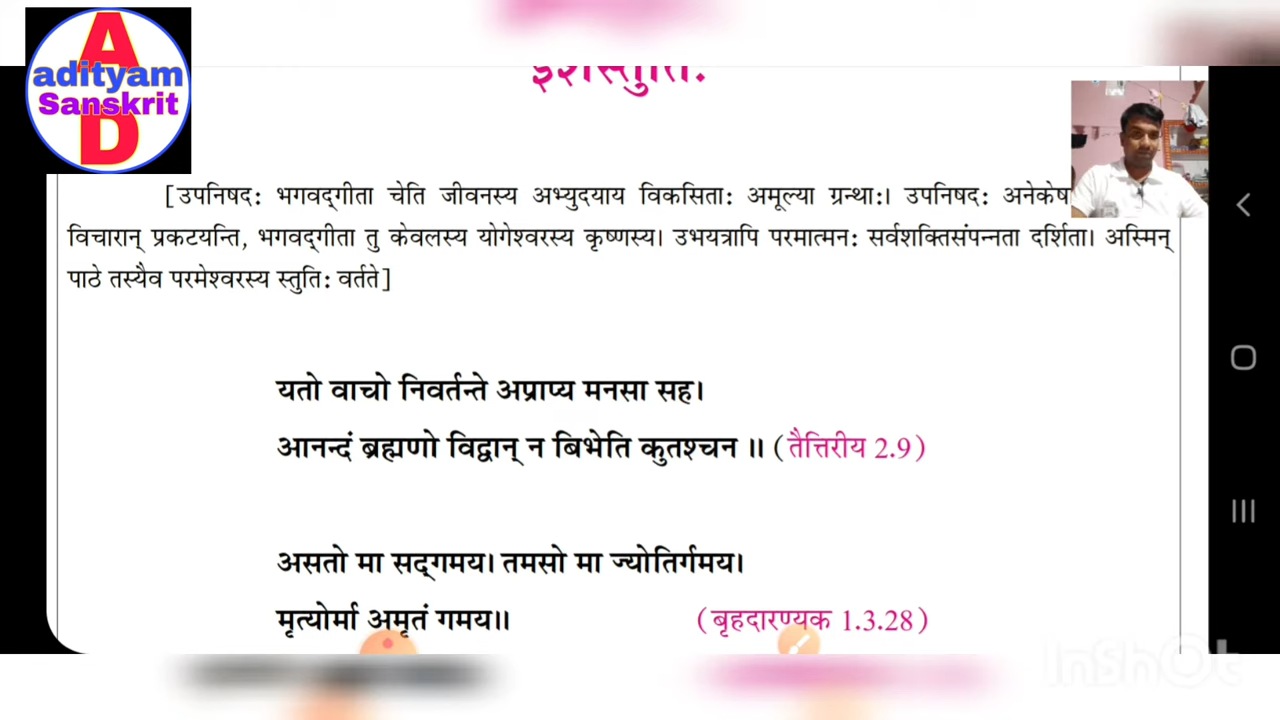 A
adityam
Sanskrit
D
ईशस्तुतिः
[उपनिषदः भगवद्गीता चेति जीवनस्य अभ्युदयाय विकसिताः अमूल्या ग्रन्थाः। उपनिषदः
विचारान् प्रकटयन्ति, भगवद्गीता तु केवलस्य योगेश्वरस्य कृष्णस्य। उभयत्रापि परमात्मनः सर्वशक्तिसंपन्नता दर्शिता। अस्मिन्
पाठे तस्यैव परमेश्वरस्य स्तुतिः वर्तते]
यतो वाचो निवर्तन्ते अप्राप्य मनसा सह।
आनन्दं ब्रह्मणो विद्वान् न बिभेति कुतश्चन ॥ (तैत्तिरीय 2.9)
असतो मा सद्गमय। तमसो मा ज्योतिर्गमय।
मृत्योर्मा अमृतं गमय॥ (बृहदारण्यक 1.3.28)
InShOt